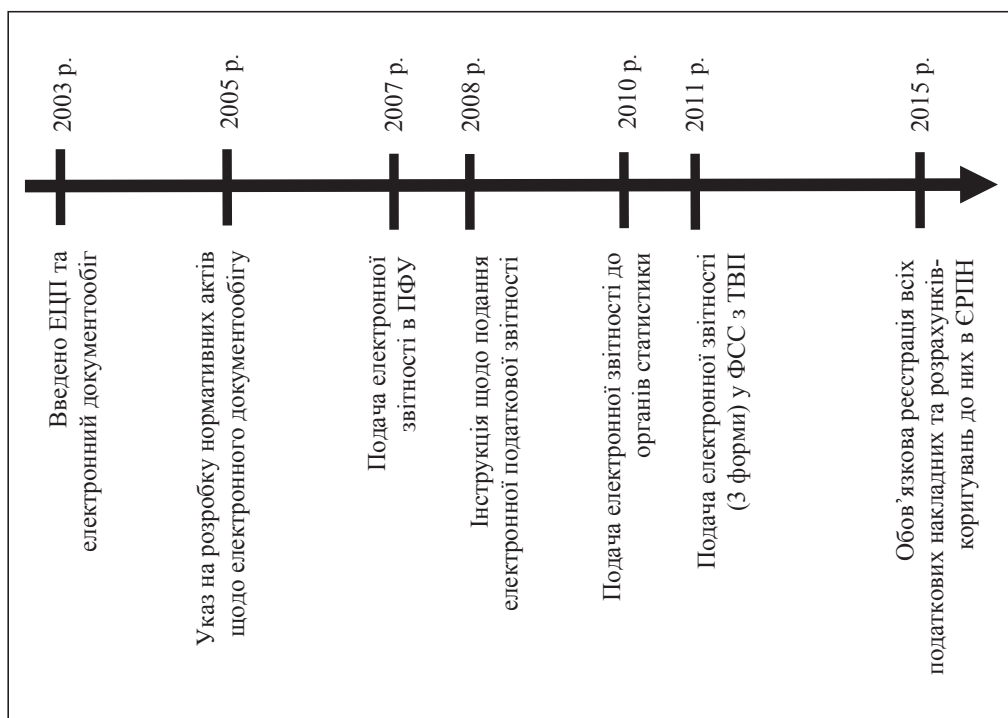 2003 р.
Введено ЕЦП та
електронний документообіг
2005 р.
Указ на розробку нормативних актів
щодо електронного документообігу
2007 р.
Подача електронної
звітності в ПФУ
2008 р.
Інструкція щодо подання
електронної податкової звітності
2010 р.
Подача електронної звітності до
органів статистики
2011 р.
Подача електронної звітності
(3 форми) у ФСС з ТВП
2015 р.
Обов’язкова реєстрація всіх
податкових накладних та розрахунків-
коригувань до них в ЄРПН